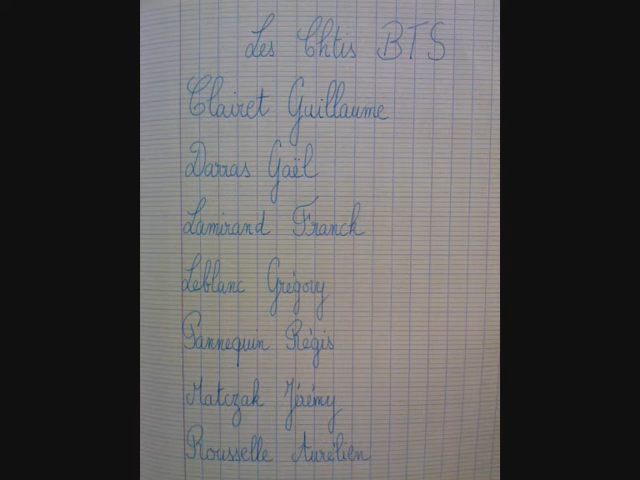 Les Chtis BTS
Clairet Guillaume
Darras Gaël
Lamirand Franck
Leblanc Grégory
Pannequin Régis
Matczak Jérémy
Rousselle Aurélien